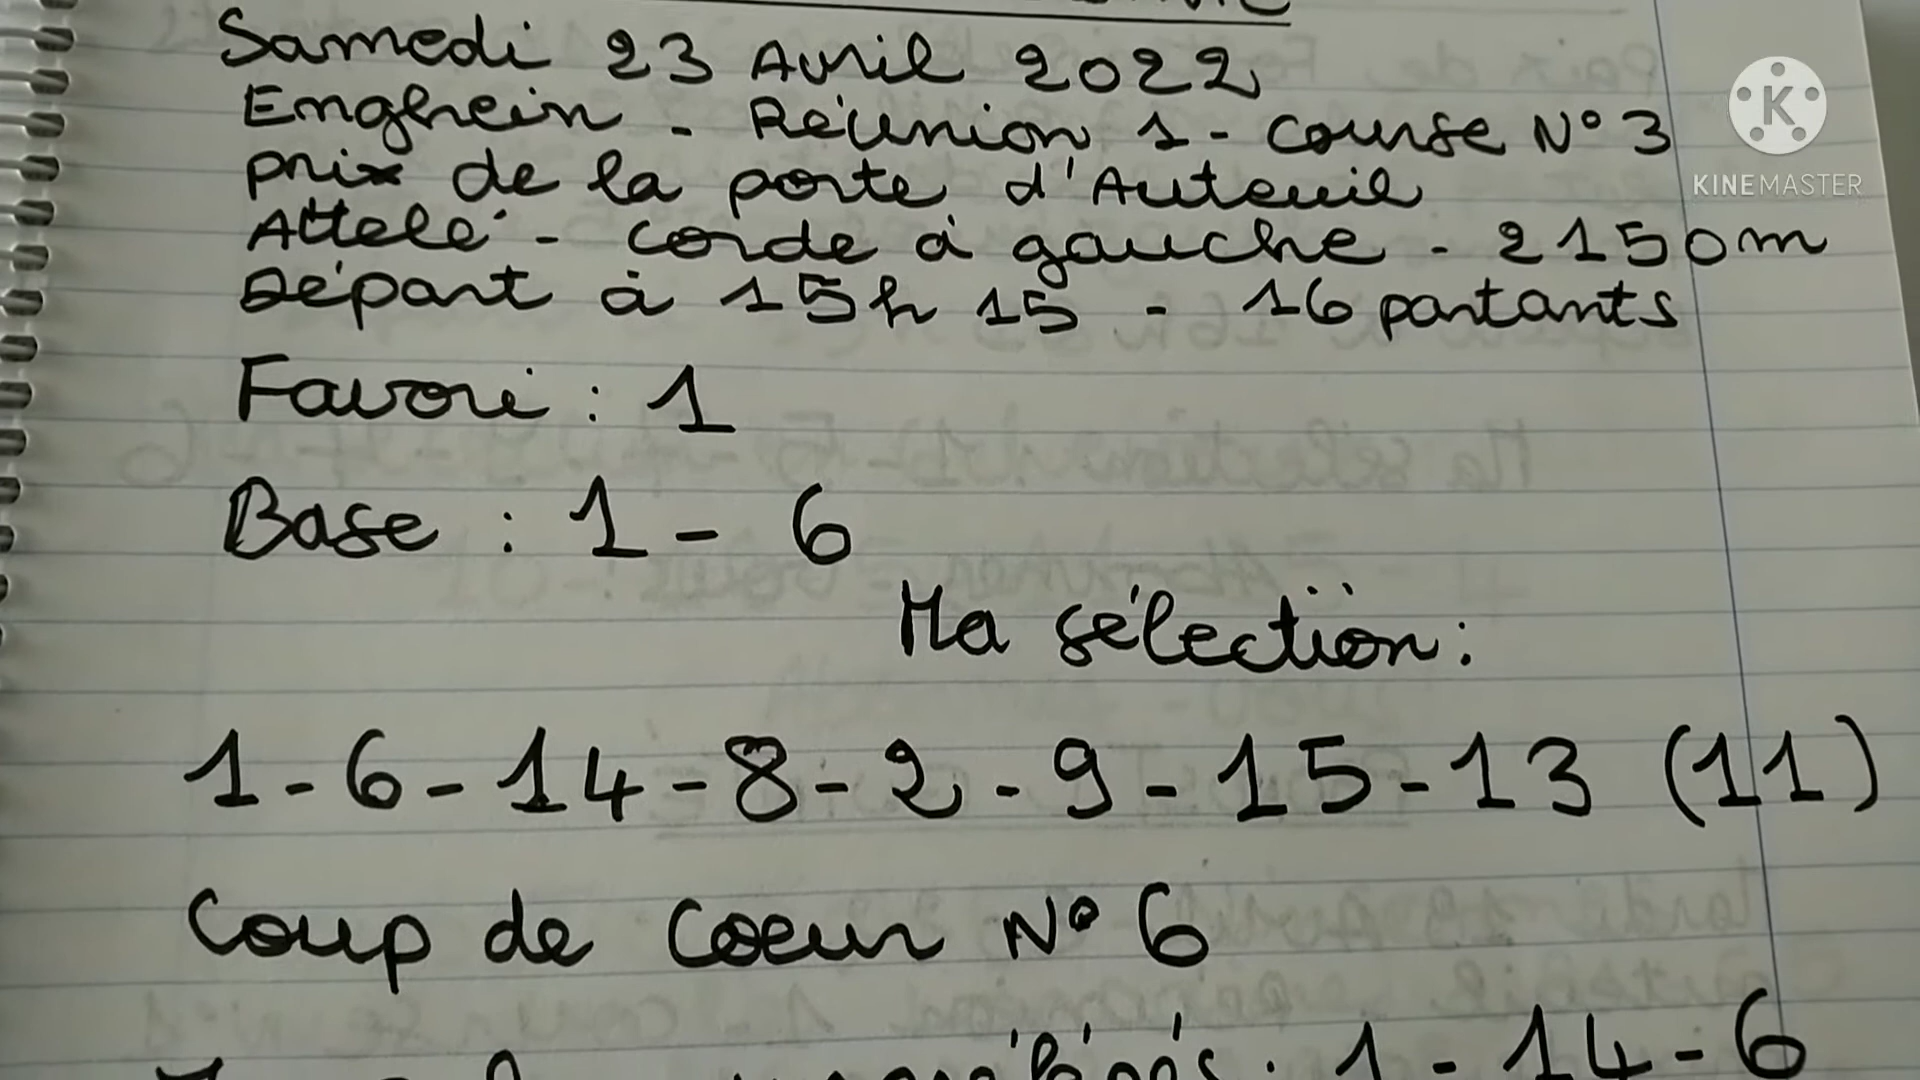 Samedi 23 Avril 2022
Enghein - Réunion 1 - course N° 3
prix de la porte d'Auteuil
Attelé - corde à gauche - 2150m
Départ à 15h 15 - 16 partants
Favori : 1
Base : 1 - 6
Ma sélection :
1 - 6 - 14 - 8 - 2 - 9 - 15 - 13 (11)
Coup de coeur N° 6
: 1 - 14 - 6
K
KINEMASTER